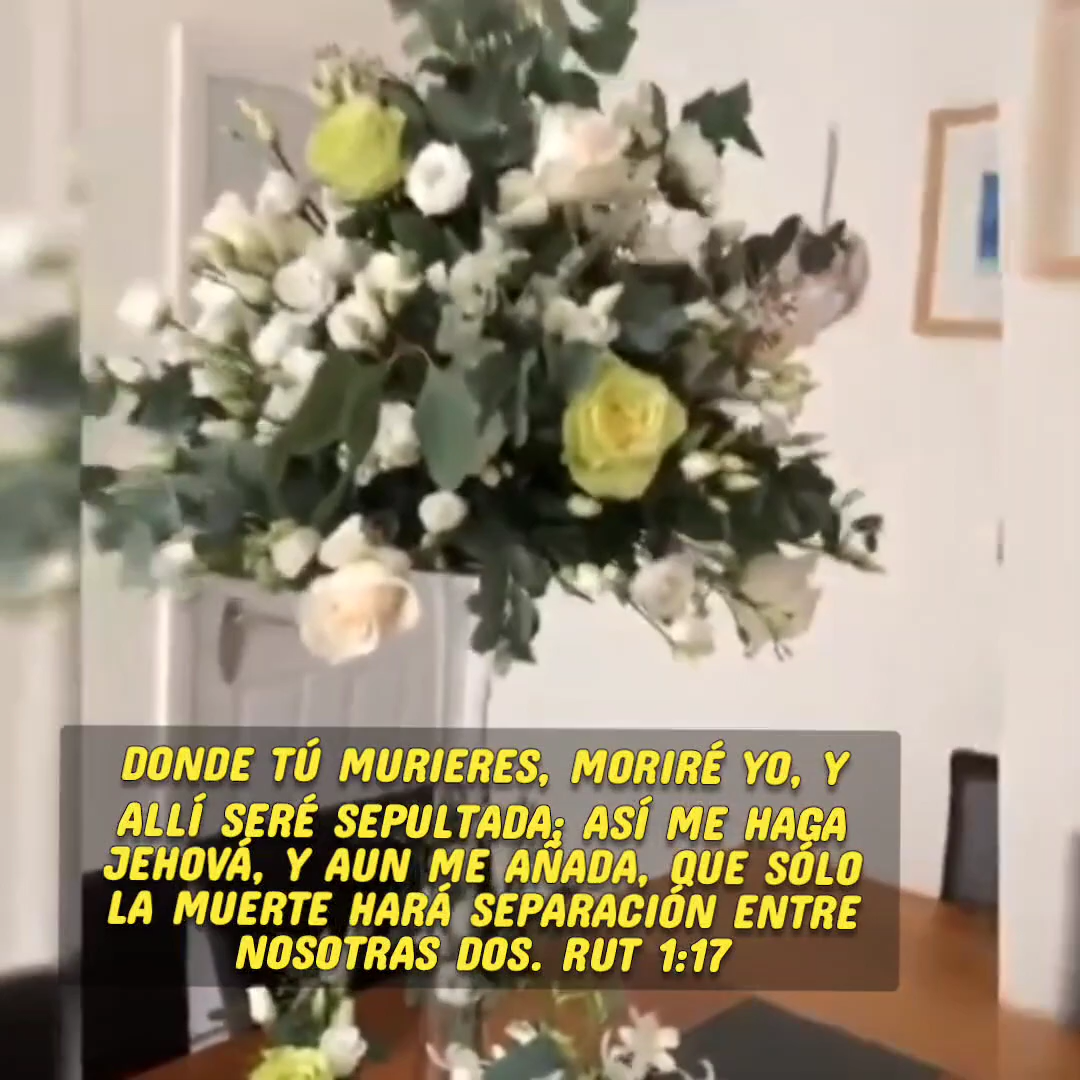 DONDE TÚ MURIERES, MORIRÉ YO, Y
ALLÍ SERÉ SEPULTADA; ASÍ ME HAGA
JEHOVÁ, Y AUN ME AÑADA, QUE SÓLO
LA MUERTE HARÁ SEPARACIÓN ENTRE
NOSOTRAS DOS. RUT 1:17